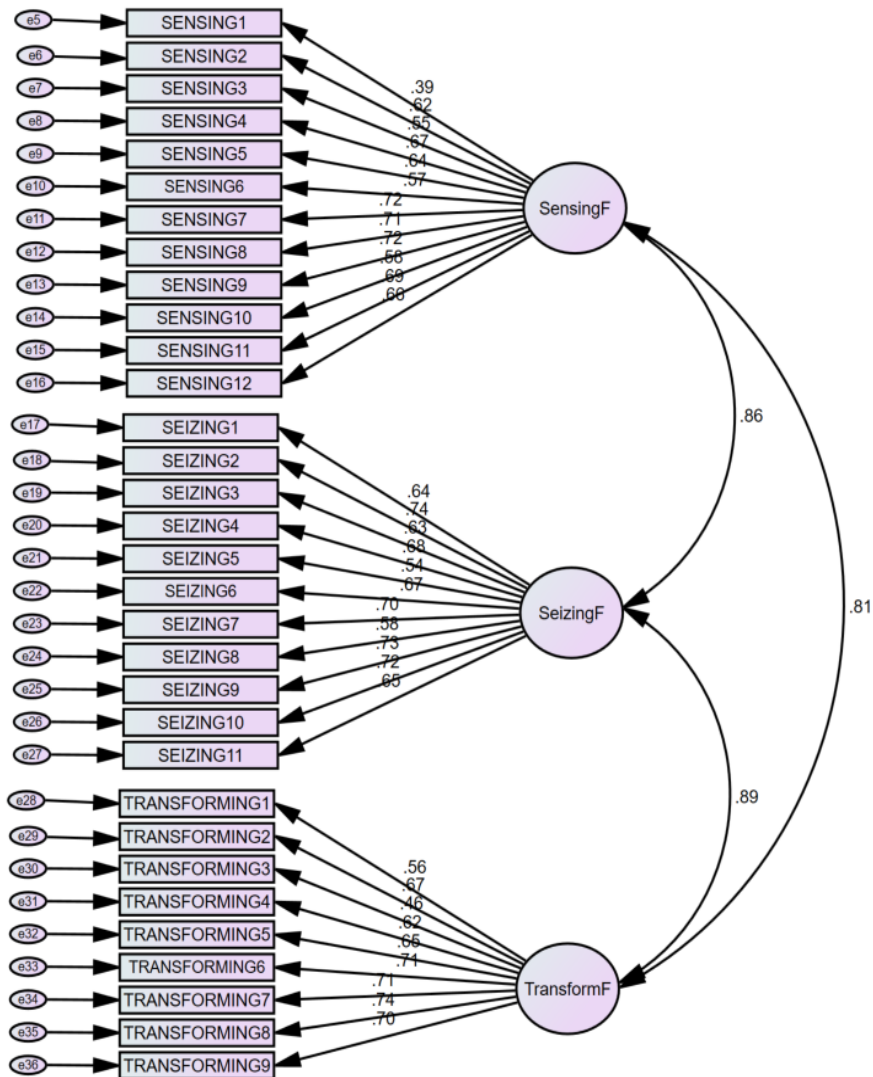 e5 SENSING1
e6 SENSING2
e7 SENSING3
e8 SENSING4
e9 SENSING5
e10 SENSING6
e11 SENSING7
e12 SENSING8
e13 SENSING9
e14 SENSING10
e15 SENSING11
e16 SENSING12
.39
.62
.55
.67
.64
.57
.72
.71
.72
.58
.69
.60
SensingF
.86
.81
e17 SEIZING1
e18 SEIZING2
e19 SEIZING3
e20 SEIZING4
e21 SEIZING5
e22 SEIZING6
e23 SEIZING7
e24 SEIZING8
e25 SEIZING9
e26 SEIZING10
e27 SEIZING11
.64
.74
.63
.68
.54
.67
.70
.58
.73
.72
.65
SeizingF
.89
e28 TRANSFORMING1
e29 TRANSFORMING2
e30 TRANSFORMING3
e31 TRANSFORMING4
e32 TRANSFORMING5
e33 TRANSFORMING6
e34 TRANSFORMING7
e35 TRANSFORMING8
e36 TRANSFORMING9
.56
.67
.46
.62
.65
.71
.71
.74
.70
TransformF